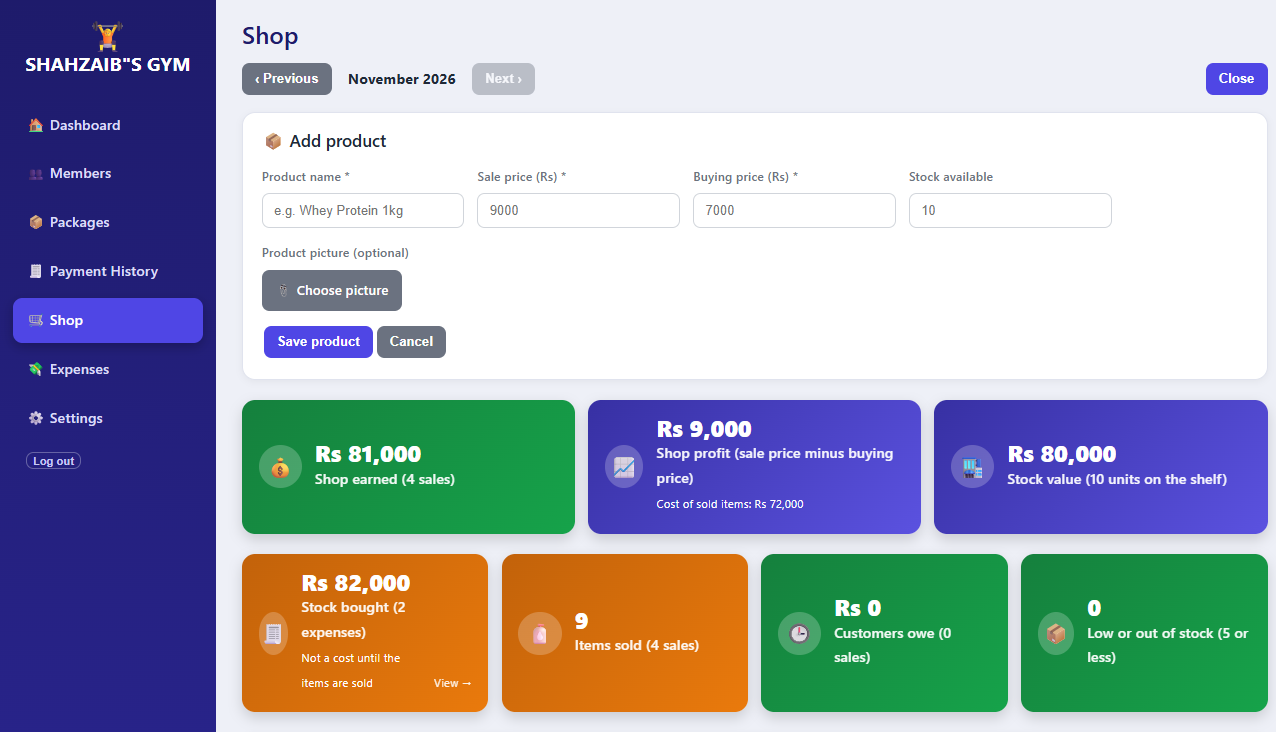 SHAHZAIB"S GYM
Dashboard
Members
Packages
Payment History
Shop
Expenses
Settings
Log out
Shop
‹ Previous
November 2026
Next ›
Close
Add product
Product name *
Sale price (Rs) *
Buying price (Rs) *
Stock available
e.g. Whey Protein 1kg
9000
7000
10
Product picture (optional)
Choose picture
Save product
Cancel
Rs 81,000
Shop earned (4 sales)
Rs 9,000
Shop profit (sale price minus buying
price)
Cost of sold items: Rs 72,000
Rs 80,000
Stock value (10 units on the shelf)
Rs 82,000
Stock bought (2
expenses)
Not a cost until the
items are sold
View →
9
Items sold (4 sales)
Rs 0
Customers owe (0
sales)
0
Low or out of stock (5 or
less)